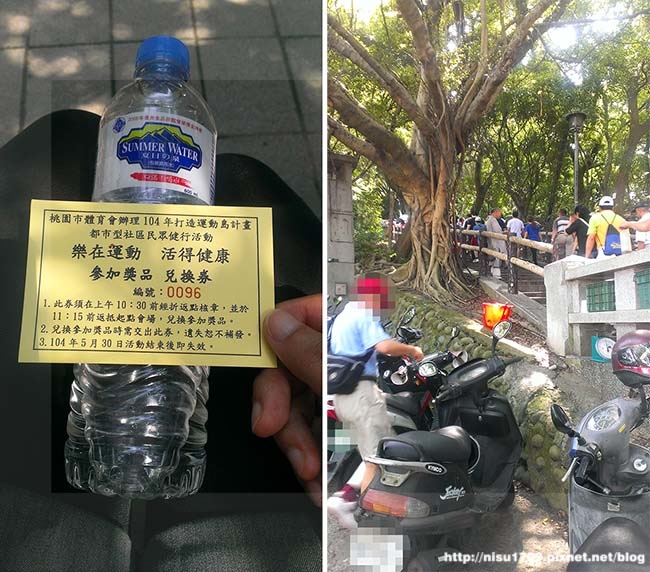 SUMMER WATER
夏日の泉
桃園市體育會辦理104年打造運動島計畫
都市型社區民眾健行活動
樂在運動 活得健康
參加獎品 兌換券
編號：0096
1.此券須在上午10:30前經折返點核章，並於
11:15前返抵起點會場，兌換參加獎品。
2.兌換參加獎品時需交出此券，遺失恕不補發。
3.104年5月30日活動結束後即失效。
KYMCO